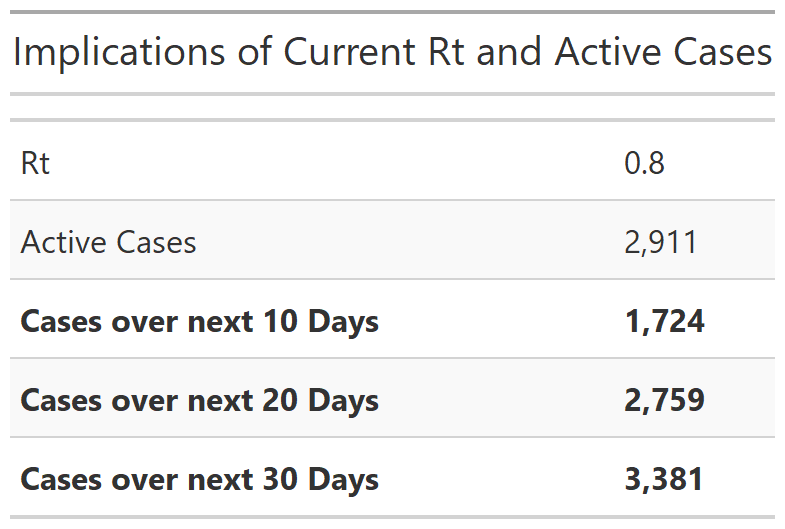 Implications of Current Rt and Active Cases
Rt 0.8
Active Cases 2,911
Cases over next 10 Days 1,724
Cases over next 20 Days 2,759
Cases over next 30 Days 3,381